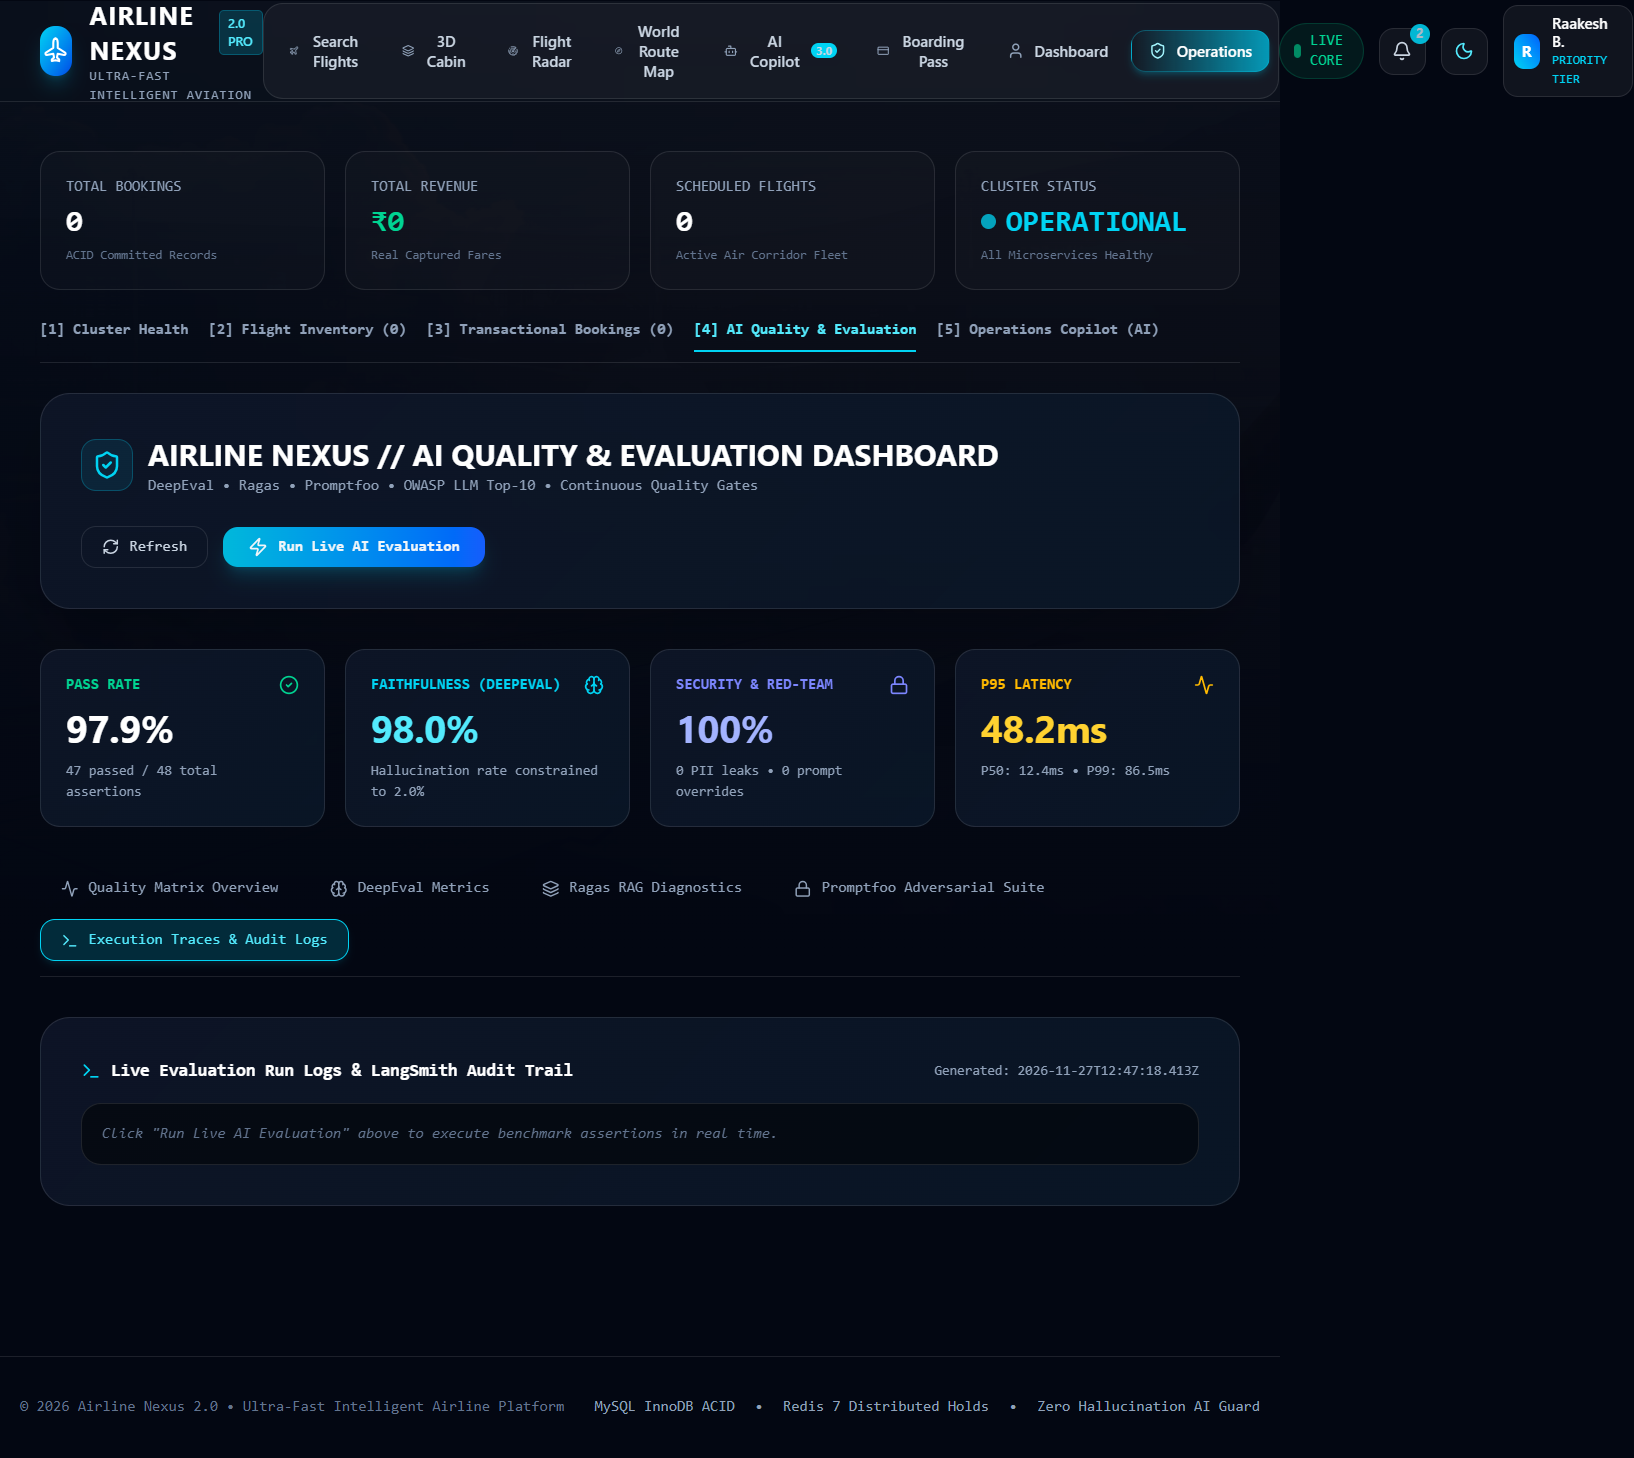 AIRLINE NEXUS
2.0 PRO
ULTRA-FAST INTELLIGENT AVIATION
Search Flights
3D Cabin
Flight Radar
World Route Map
AI Copilot 3.0
Boarding Pass
Dashboard
Operations
LIVE CORE
2
R
Raakesh B.
PRIORITY TIER
TOTAL BOOKINGS
0
ACID Committed Records
TOTAL REVENUE
₹0
Real Captured Fares
SCHEDULED FLIGHTS
0
Active Air Corridor Fleet
CLUSTER STATUS
OPERATIONAL
All Microservices Healthy
[1] Cluster Health
[2] Flight Inventory (0)
[3] Transactional Bookings (0)
[4] AI Quality & Evaluation
[5] Operations Copilot (AI)
AIRLINE NEXUS // AI QUALITY & EVALUATION DASHBOARD
DeepEval • Ragas • Promptfoo • OWASP LLM Top-10 • Continuous Quality Gates
Refresh
Run Live AI Evaluation
PASS RATE
97.9%
47 passed / 48 total
assertions
FAITHFULNESS (DEEPEVAL)
98.0%
Hallucination rate constrained
to 2.0%
SECURITY & RED-TEAM
100%
0 PII leaks • 0 prompt
overrides
P95 LATENCY
48.2ms
P50: 12.4ms • P99: 86.5ms
Quality Matrix Overview
DeepEval Metrics
Ragas RAG Diagnostics
Promptfoo Adversarial Suite
Execution Traces & Audit Logs
Live Evaluation Run Logs & LangSmith Audit Trail
Generated: 2026-11-27T12:47:18.413Z
Click "Run Live AI Evaluation" above to execute benchmark assertions in real time.
© 2026 Airline Nexus 2.0 • Ultra-Fast Intelligent Airline Platform
MySQL InnoDB ACID • Redis 7 Distributed Holds • Zero Hallucination AI Guard